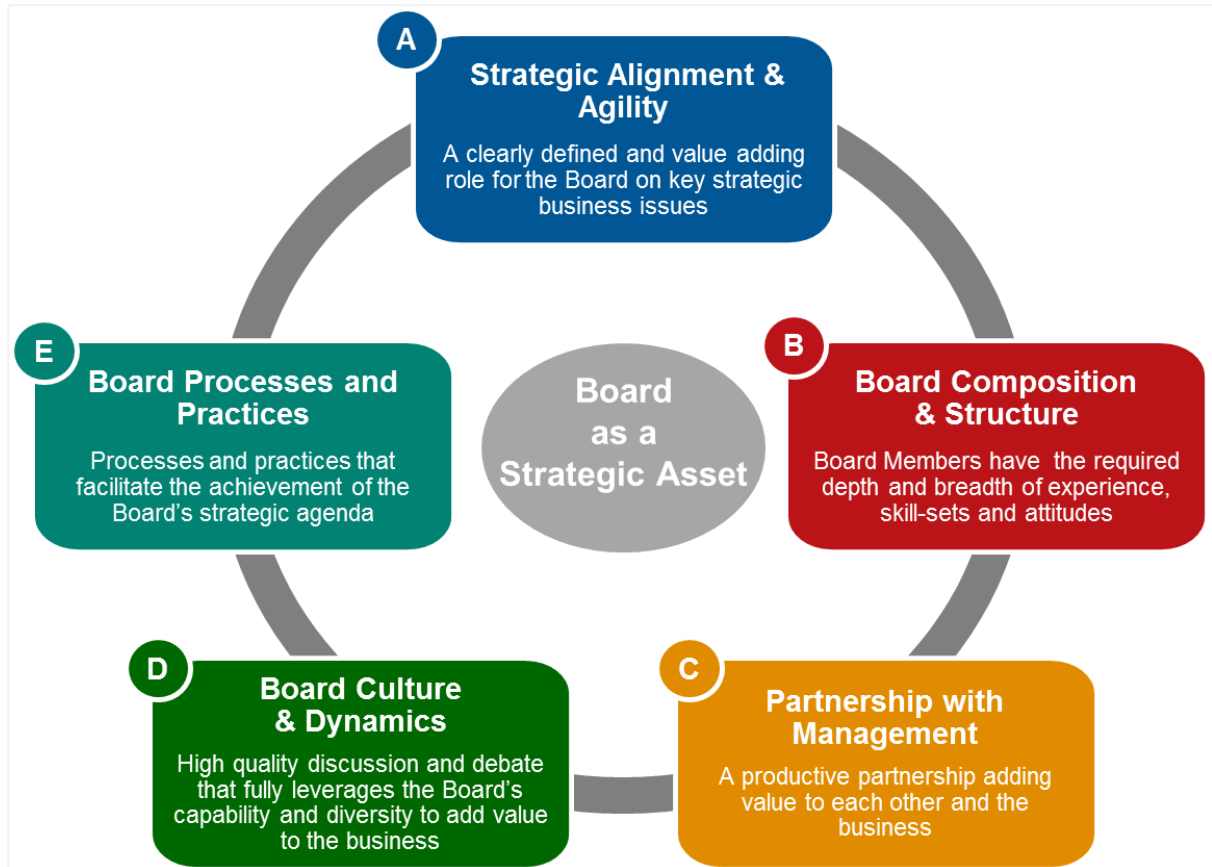 A
Strategic Alignment &
Agility
A clearly defined and value adding
role for the Board on key strategic
business issues
B
Board Composition
& Structure
Board Members have the required
depth and breadth of experience,
skill-sets and attitudes
C
Partnership with
Management
A productive partnership adding
value to each other and the
business
D
Board Culture
& Dynamics
High quality discussion and debate
that fully leverages the Board's
capability and diversity to add value
to the business
E
Board Processes and
Practices
Processes and practices that
facilitate the achievement of the
Board's strategic agenda
Board
as a
Strategic Asset